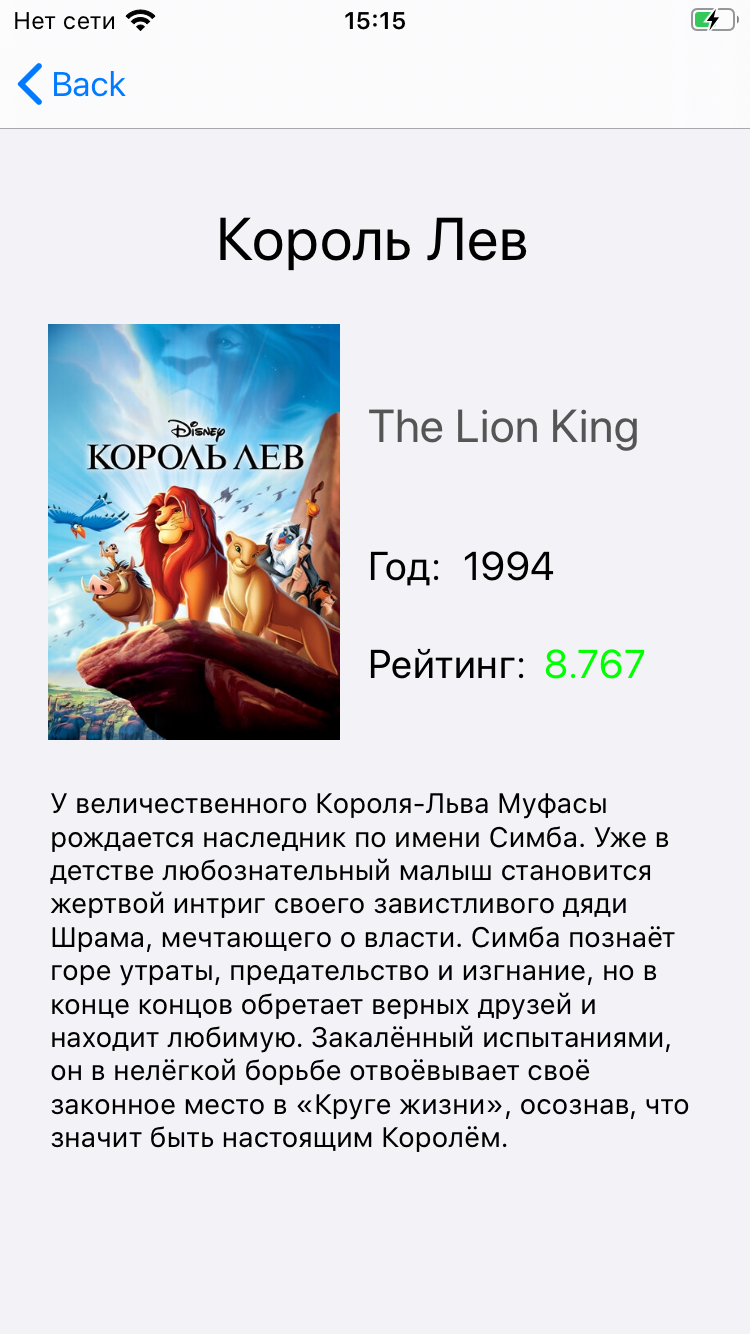 Нет сети
15:15
Back
Король Лев
Disney
КОРОЛЬ ЛЕВ
The Lion King
Год: 1994
Рейтинг: 8.767
У величественного Короля-Льва Муфасы
рождается наследник по имени Симба. Уже в
детстве любознательный малыш становится
жертвой интриг своего завистливого дяди
Шрама, мечтающего о власти. Симба познаёт
горе утраты, предательство и изгнание, но в
конце концов обретает верных друзей и
находит любимую. Закалённый испытаниями,
он в нелёгкой борьбе отвоёвывает своё
законное место в «Круге жизни», осознав, что
значит быть настоящим Королём.